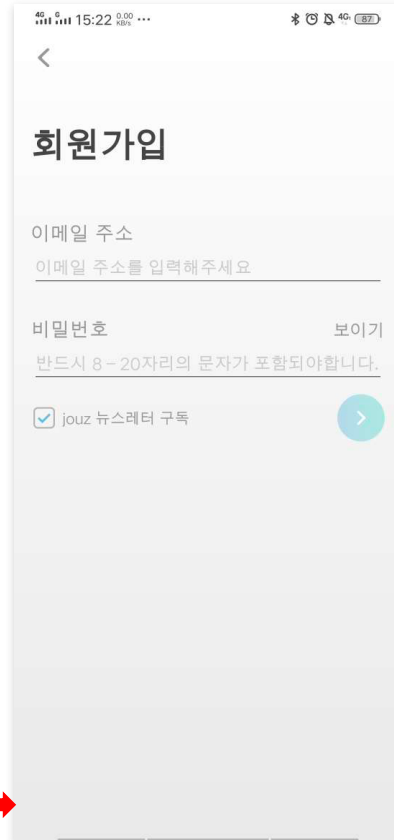 4G 6 15:22 0.00 KB/s ··· 4G 87
회원가입
이메일 주소
이메일 주소를 입력해주세요
비밀번호 보이기
반드시 8 – 20자리의 문자가 포함되야합니다.
jouz 뉴스레터 구독